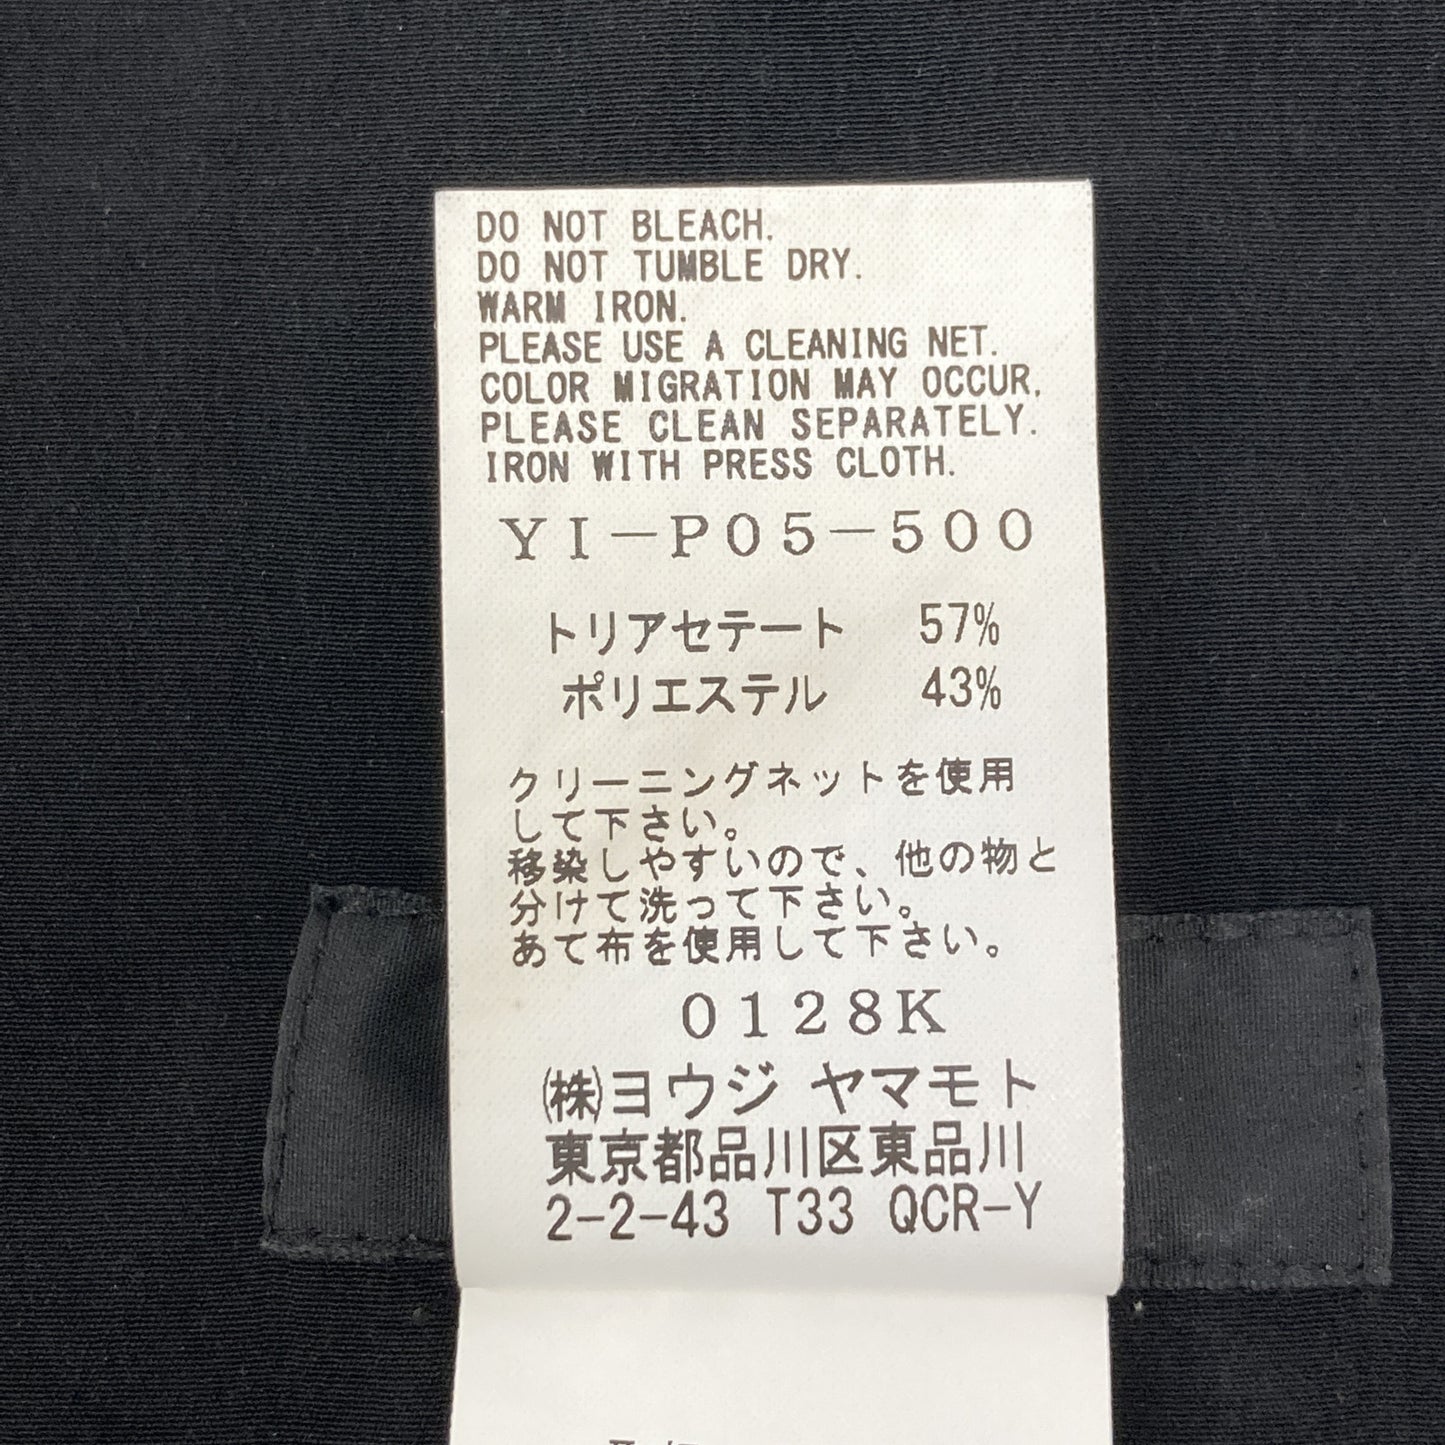 DO NOT BLEACH.
DO NOT TUMBLE DRY.
WARM IRON.
PLEASE USE A CLEANING NET.
COLOR MIGRATION MAY OCCUR.
PLEASE CLEAN SEPARATELY.
IRON WITH PRESS CLOTH.
YI-P05-500
トリアセテート 57%
ポリエステル 43%
クリーニングネットを使用
して下さい。
移染しやすいので、他の物と
分けて洗って下さい。
あて布を使用して下さい。
0128K
㈱ヨウジ ヤマモト
東京都品川区東品川
2-2-43 T33 QCR-Y